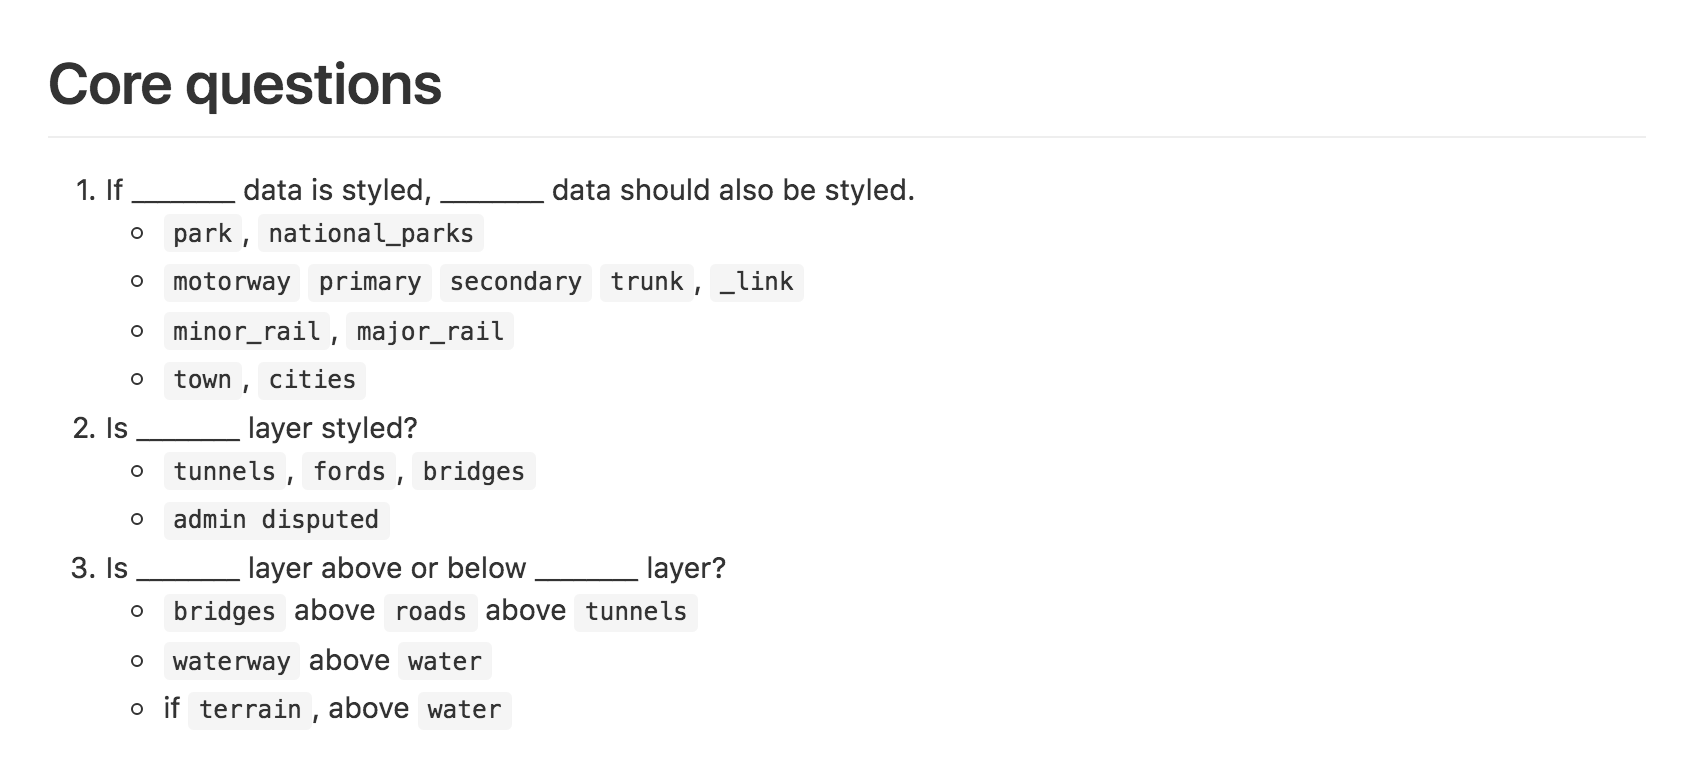 Core questions
1. If _______ data is styled, _______ data should also be styled.
park, national_parks
motorway primary secondary trunk, _link
minor_rail, major_rail
town, cities
2. Is _______ layer styled?
tunnels, fords, bridges
admin disputed
3. Is _______ layer above or below _______ layer?
bridges above roads above tunnels
waterway above water
if terrain, above water